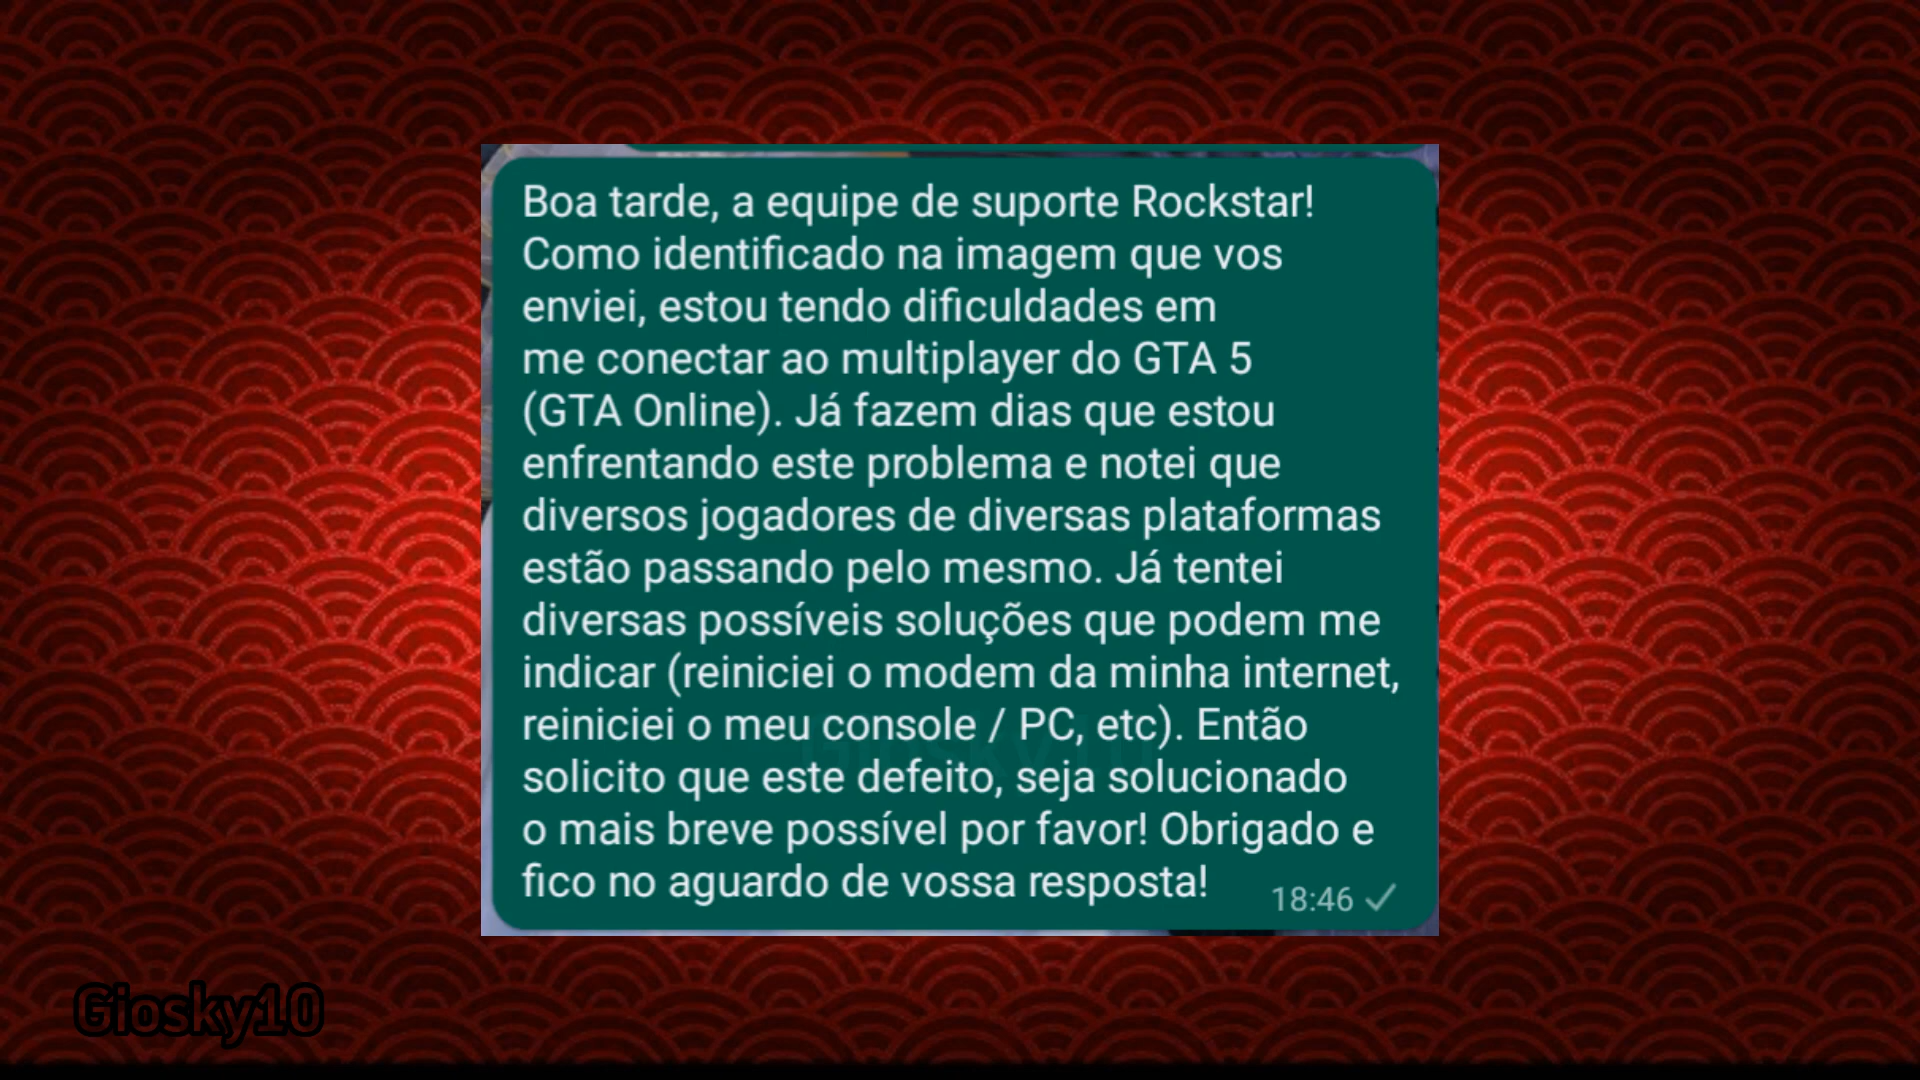 Boa tarde, a equipe de suporte Rockstar!
Como identificado na imagem que vos
enviei, estou tendo dificuldades em
me conectar ao multiplayer do GTA 5
(GTA Online). Já fazem dias que estou
enfrentando este problema e notei que
diversos jogadores de diversas plataformas
estão passando pelo mesmo. Já tentei
diversas possíveis soluções que podem me
indicar (reiniciei o modem da minha internet,
reiniciei o meu console / PC, etc). Então
solicito que este defeito, seja solucionado
o mais breve possível por favor! Obrigado e
fico no aguardo de vossa resposta!
18:46
Giosky10